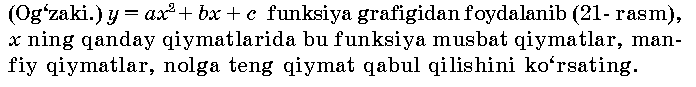 (Og‘zaki.) y = ax² + bx + c funksiya grafigidan foydalanib (21- rasm),
x ning qanday qiymatlarida bu funksiya musbat qiymatlar, man-
fiy qiymatlar, nolga teng qiymat qabul qilishini ko‘rsating.